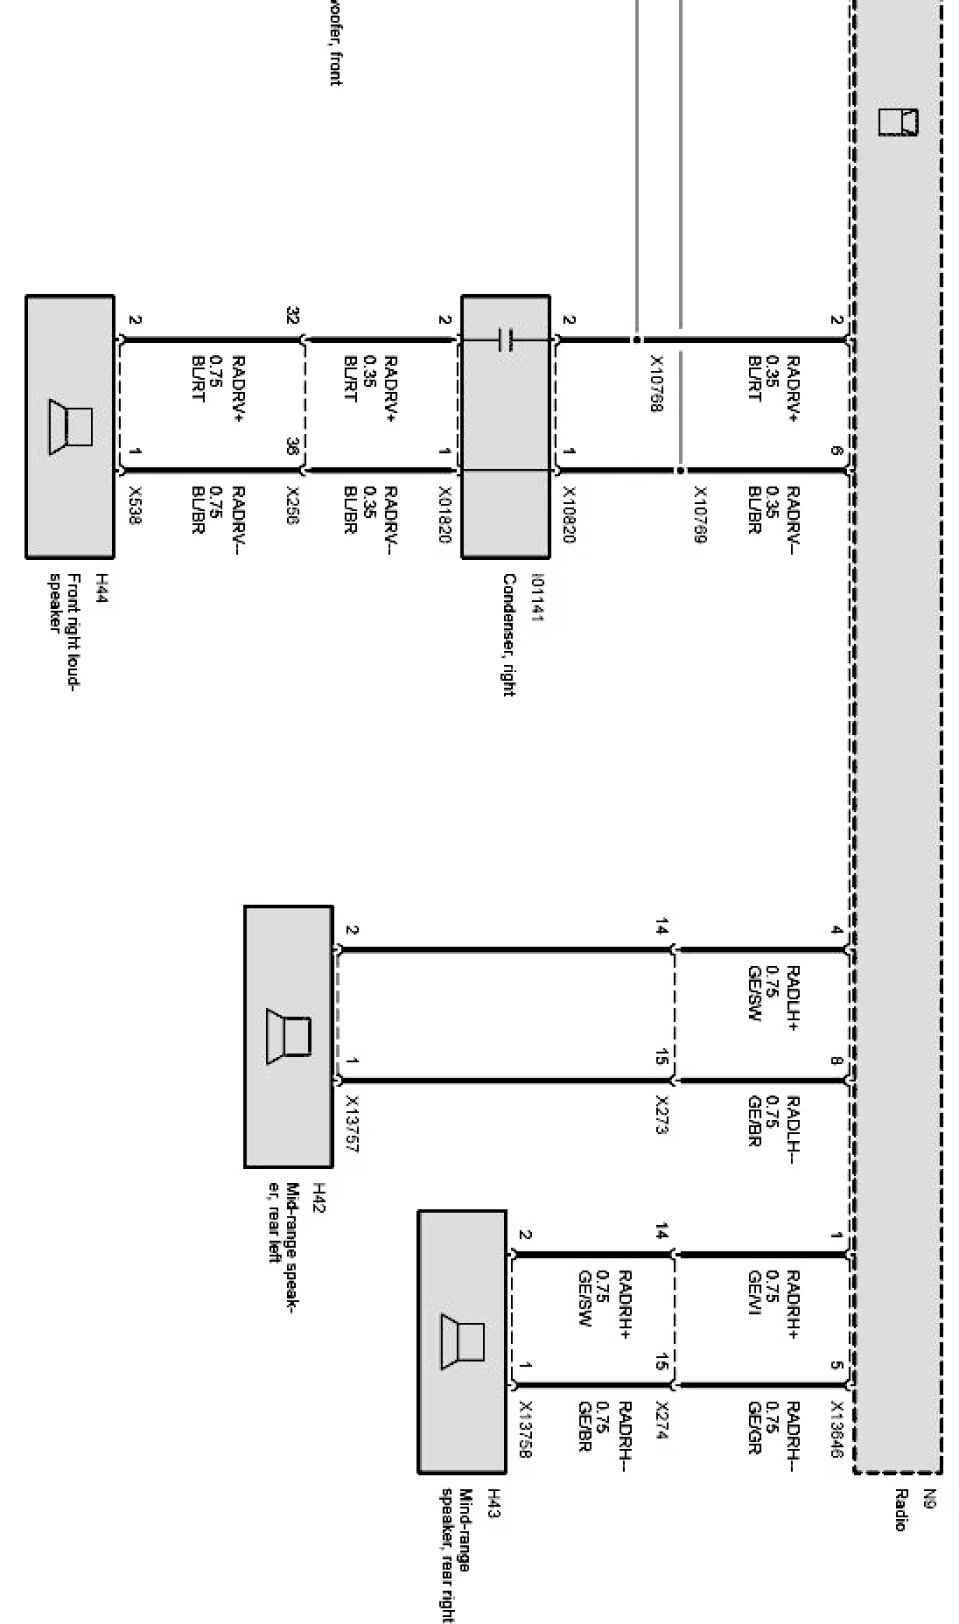 N9
Radio
2
6
RADRV+
0.35
BL/RT
RADRV--
0.35
BL/BR
X10769
X10768
2
1
X10820
I01141
Condenser, right
2
1
X01820
RADRV+
0.35
BL/RT
RADRV--
0.35
BL/BR
32
36
X256
RADRV+
0.75
BL/RT
RADRV--
0.75
BL/BR
2
1
X538
H44
Front right loud-
speaker
oofer, front
4
8
RADLH+
0.75
GE/SW
RADLH--
0.75
GE/BR
14
15
X273
2
1
X13757
H42
Mid-range speak-
er, rear left
1
5
X13646
RADRH+
0.75
GE/VI
RADRH--
0.75
GE/GR
14
15
X274
RADRH+
0.75
GE/SW
RADRH--
0.75
GE/BR
2
1
X13758
H43
Mind-range
speaker, rear right